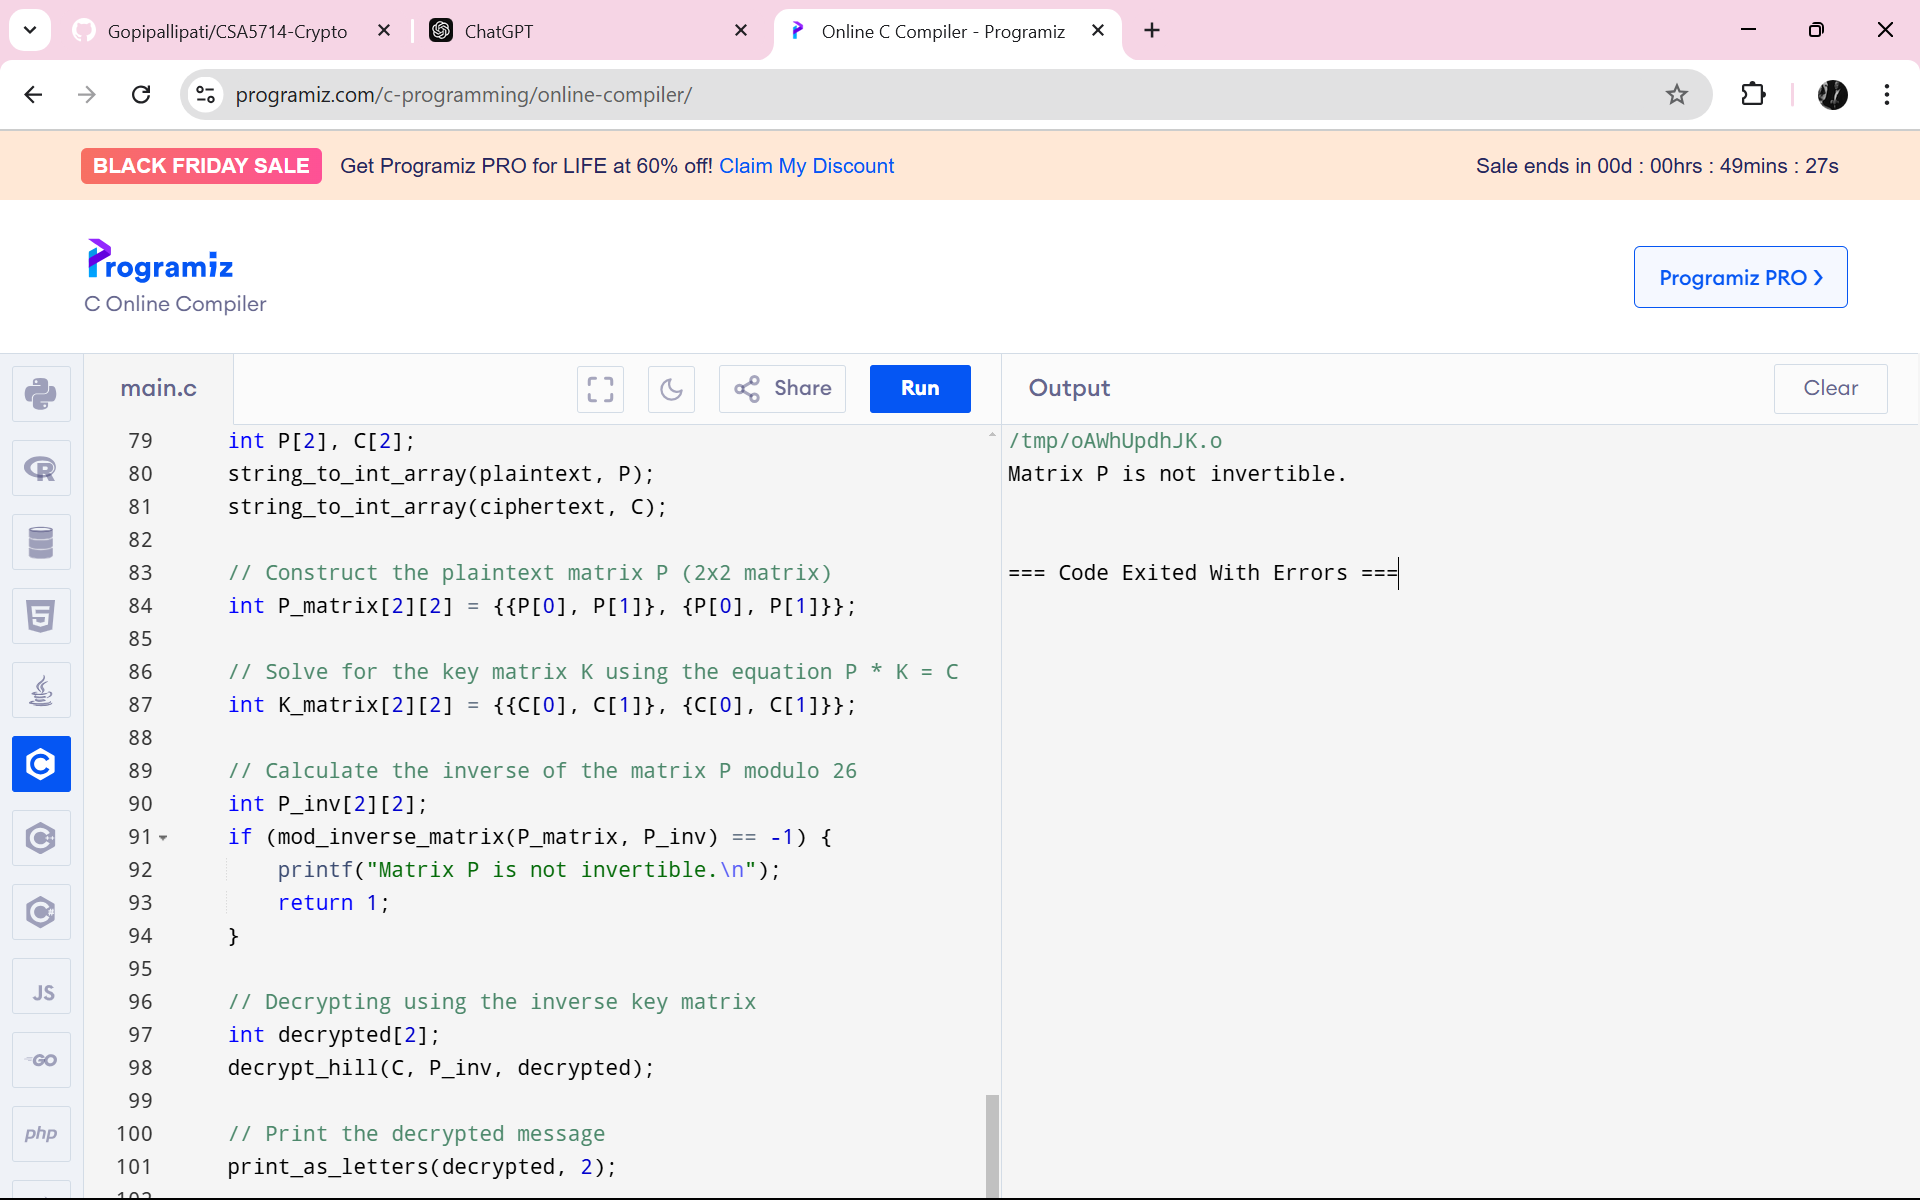 Gopipallipati/CSA5714-Crypto
ChatGPT
Online C Compiler - Programiz
programiz.com/c-programming/online-compiler/
BLACK FRIDAY SALE Get Programiz PRO for LIFE at 60% off! Claim My Discount
Sale ends in 00d : 00hrs : 49mins : 27s
Programiz
C Online Compiler
Programiz PRO
main.c
Share
Run
Output
Clear
79 int P[2], C[2];
80 string_to_int_array(plaintext, P);
81 string_to_int_array(ciphertext, C);
82
83 // Construct the plaintext matrix P (2x2 matrix)
84 int P_matrix[2][2] = {{P[0], P[1]}, {P[0], P[1]}};
85
86 // Solve for the key matrix K using the equation P * K = C
87 int K_matrix[2][2] = {{C[0], C[1]}, {C[0], C[1]}};
88
89 // Calculate the inverse of the matrix P modulo 26
90 int P_inv[2][2];
91 if (mod_inverse_matrix(P_matrix, P_inv) == -1) {
92 printf("Matrix P is not invertible.\n");
93 return 1;
94 }
95
96 // Decrypting using the inverse key matrix
97 int decrypted[2];
98 decrypt_hill(C, P_inv, decrypted);
99
100 // Print the decrypted message
101 print_as_letters(decrypted, 2);
102
/tmp/oAWhUpdhJK.o
Matrix P is not invertible.
=== Code Exited With Errors ===
JS
GO
php